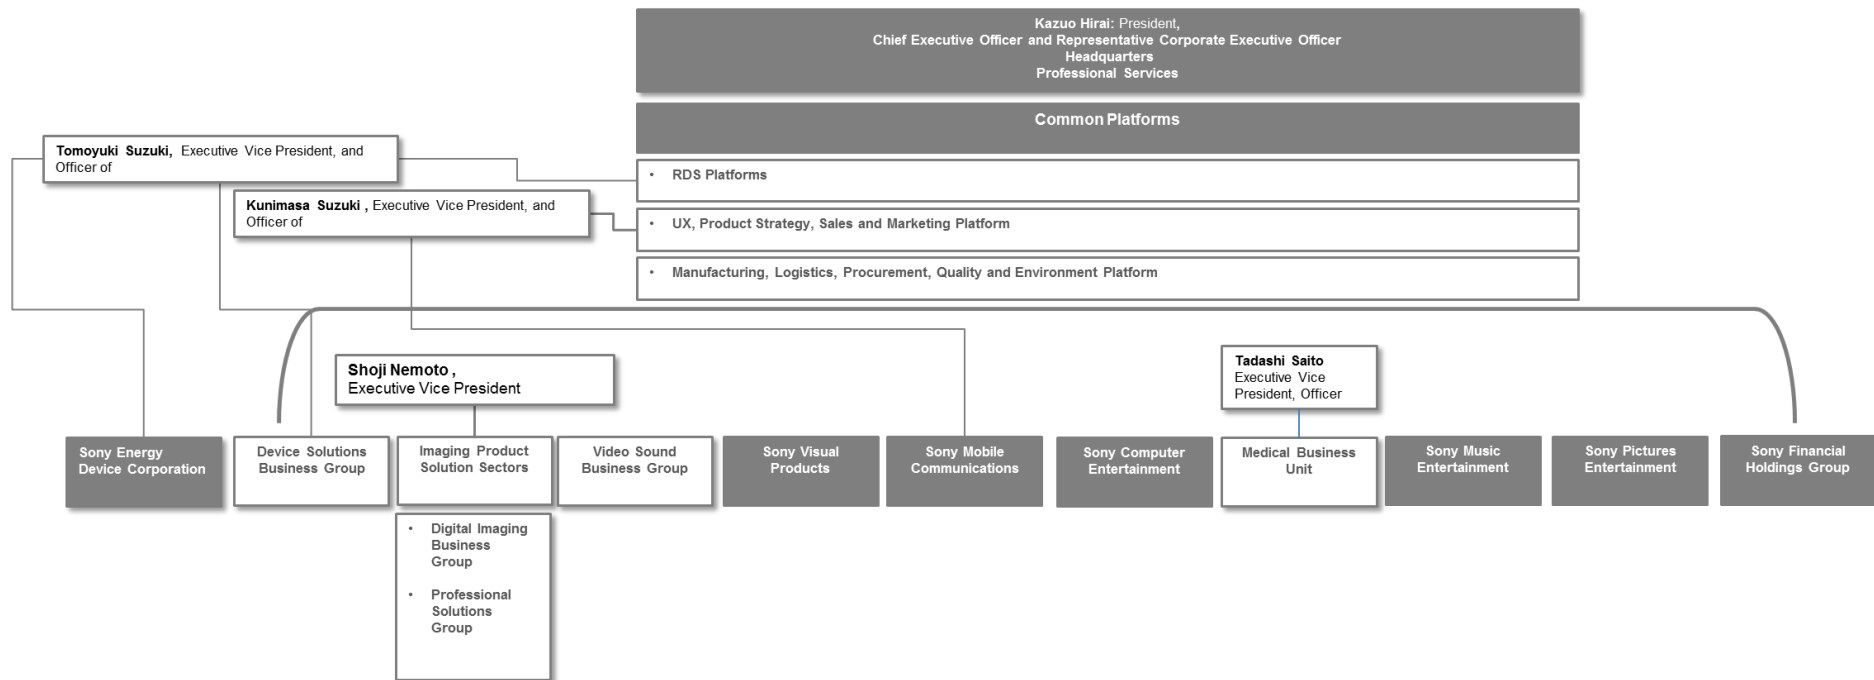 Kazuo Hirai: President,
Chief Executive Officer and Representative Corporate Executive Officer
Headquarters
Professional Services
Common Platforms
Tomoyuki Suzuki, Executive Vice President, and
Officer of
• RDS Platforms
Kunimasa Suzuki , Executive Vice President, and
Officer of
• UX, Product Strategy, Sales and Marketing Platform
• Manufacturing, Logistics, Procurement, Quality and Environment Platform
Shoji Nemoto ,
Executive Vice President
Tadashi Saito
Executive Vice
President, Officer
Sony Energy
Device Corporation
Device Solutions
Business Group
Imaging Product
Solution Sectors
Video Sound
Business Group
Sony Visual
Products
Sony Mobile
Communications
Sony Computer
Entertainment
Medical Business
Unit
Sony Music
Entertainment
Sony Pictures
Entertainment
Sony Financial
Holdings Group
• Digital Imaging
Business
Group
• Professional
Solutions
Group